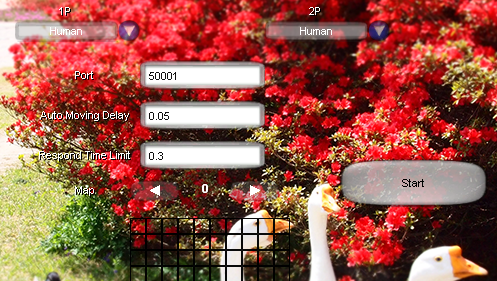 1P 2P
Human Human
Port 50001
Auto Moving Delay 0.05
Respond Time Limit 0.3
Map 0
Start